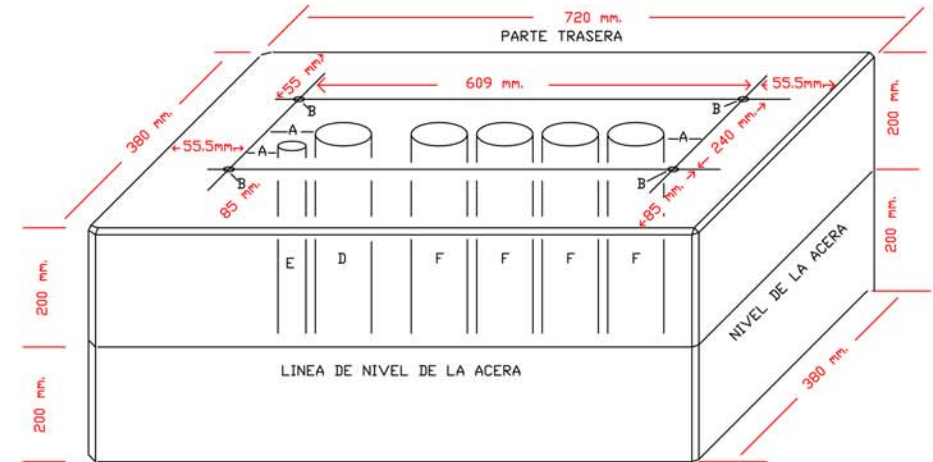 720 mm.
PARTE TRASERA
55 mm.
609 mm.
55.5mm.
B
B
380 mm.
200 mm.
A
A
A
240 mm.
55.5mm.
B
B
85 mm.
85 mm.
200 mm.
E
D
F
F
F
F
NIVEL DE LA ACERA
200 mm.
LINEA DE NIVEL DE LA ACERA
380 mm.
200 mm.